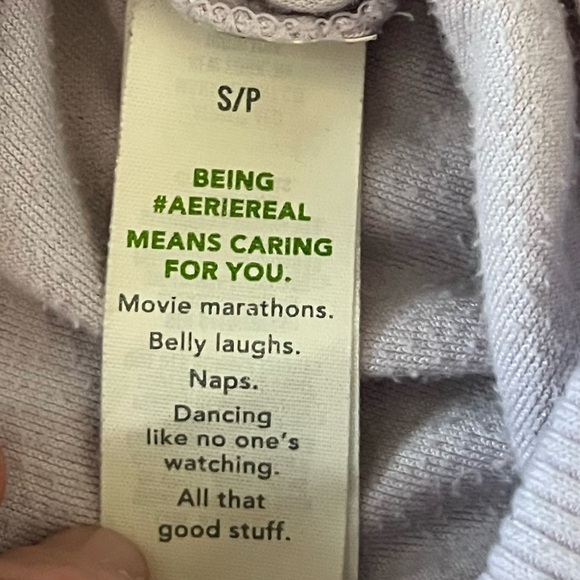 S/P
BEING
#AERIEREAL
MEANS CARING
FOR YOU.
Movie marathons.
Belly laughs.
Naps.
Dancing
like no one's
watching.
All that
good stuff.